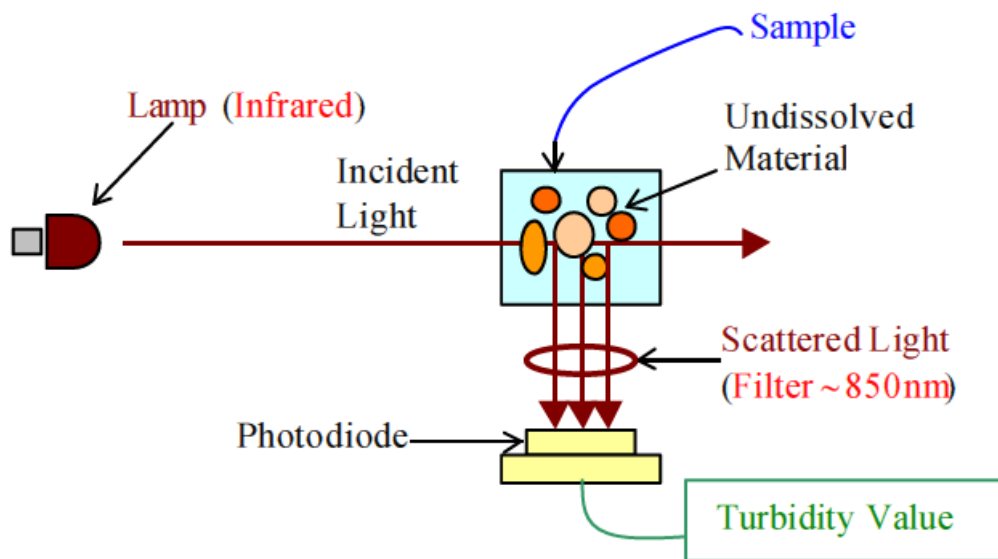 Sample
Lamp (Infrared)
Undissolved
Material
Incident
Light
Scattered Light
(Filter ~ 850nm)
Photodiode
Turbidity Value